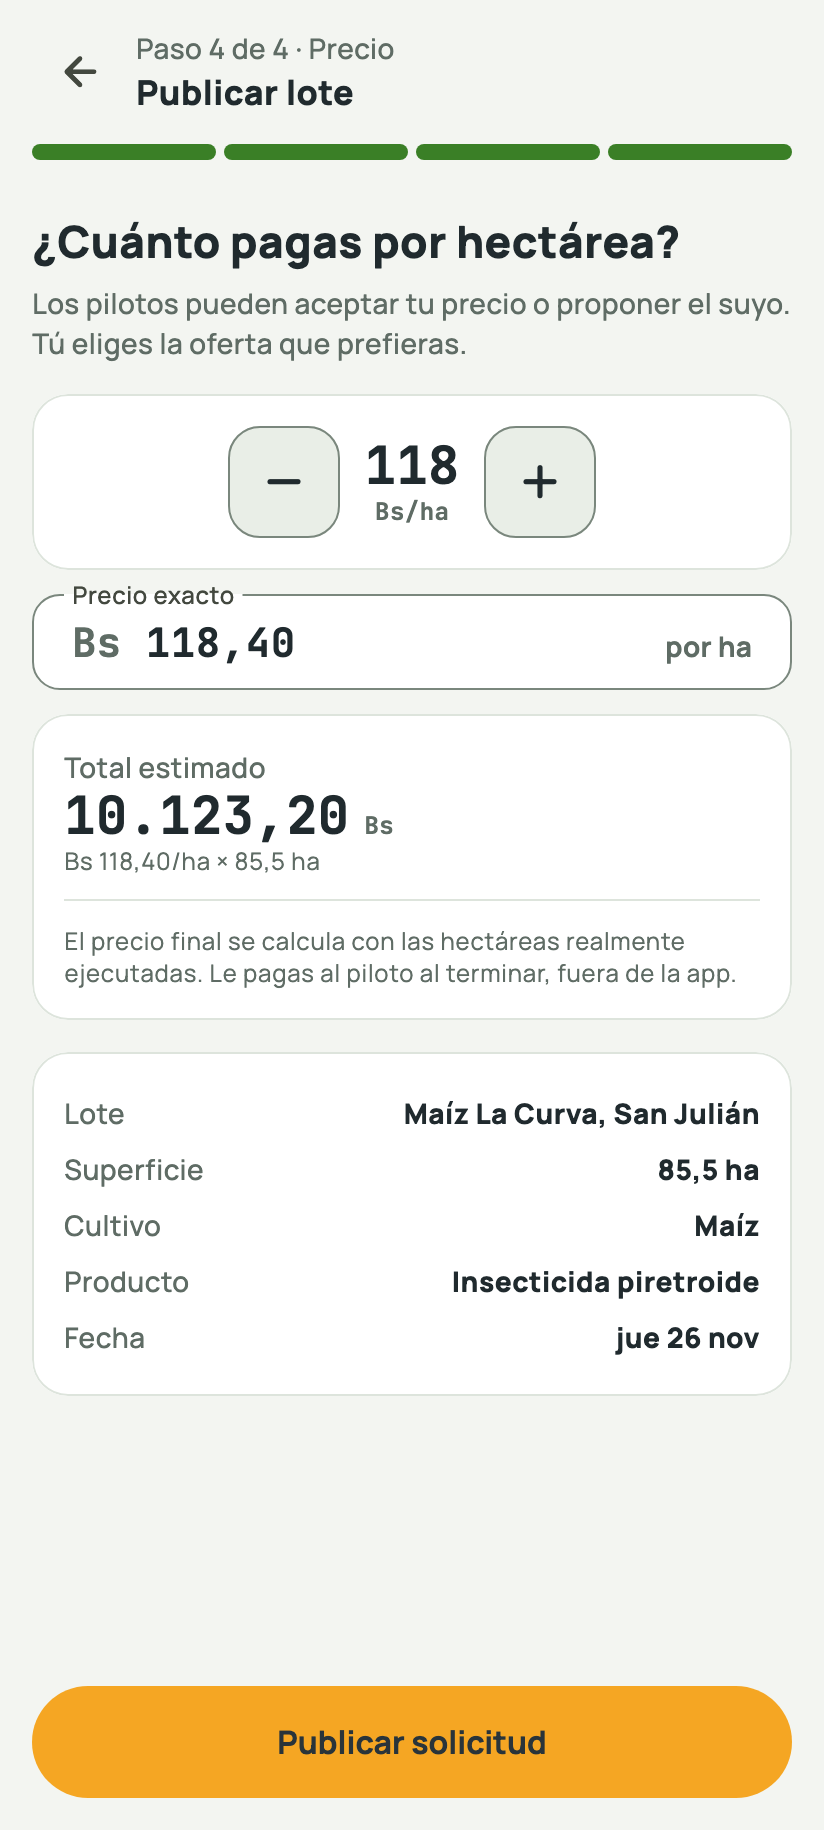 Paso 4 de 4 · Precio
Publicar lote
¿Cuánto pagas por hectárea?
Los pilotos pueden aceptar tu precio o proponer el suyo.
Tú eliges la oferta que prefieras.
− 118 +
Bs/ha
Precio exacto
Bs 118,40 por ha
Total estimado
10.123,20 Bs
Bs 118,40/ha × 85,5 ha
El precio final se calcula con las hectáreas realmente
ejecutadas. Le pagas al piloto al terminar, fuera de la app.
Lote Maíz La Curva, San Julián
Superficie 85,5 ha
Cultivo Maíz
Producto Insecticida piretroide
Fecha jue 26 nov
Publicar solicitud